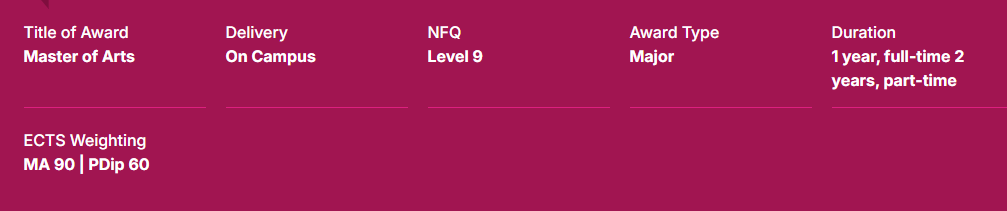 Title of Award
Master of Arts
Delivery
On Campus
NFQ
Level 9
Award Type
Major
Duration
1 year, full-time 2
years, part-time
ECTS Weighting
MA 90 | PDip 60